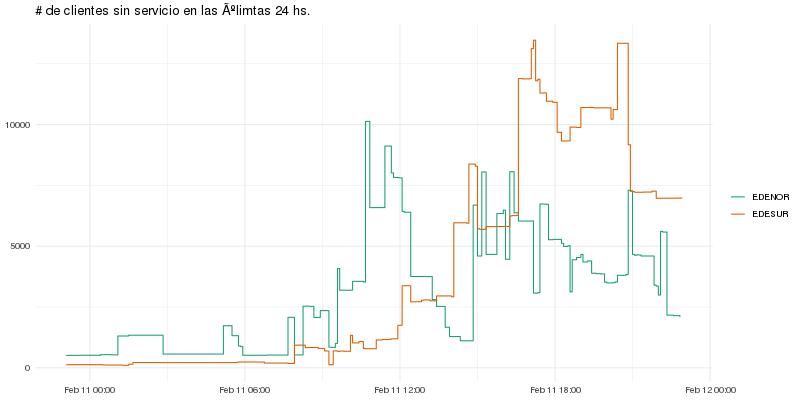 # de clientes sin servicio en las Ãºlimtas 24 hs.
10000
5000
0
Feb 11 00:00
Feb 11 06:00
Feb 11 12:00
Feb 11 18:00
Feb 12 00:00
EDENOR
EDESUR